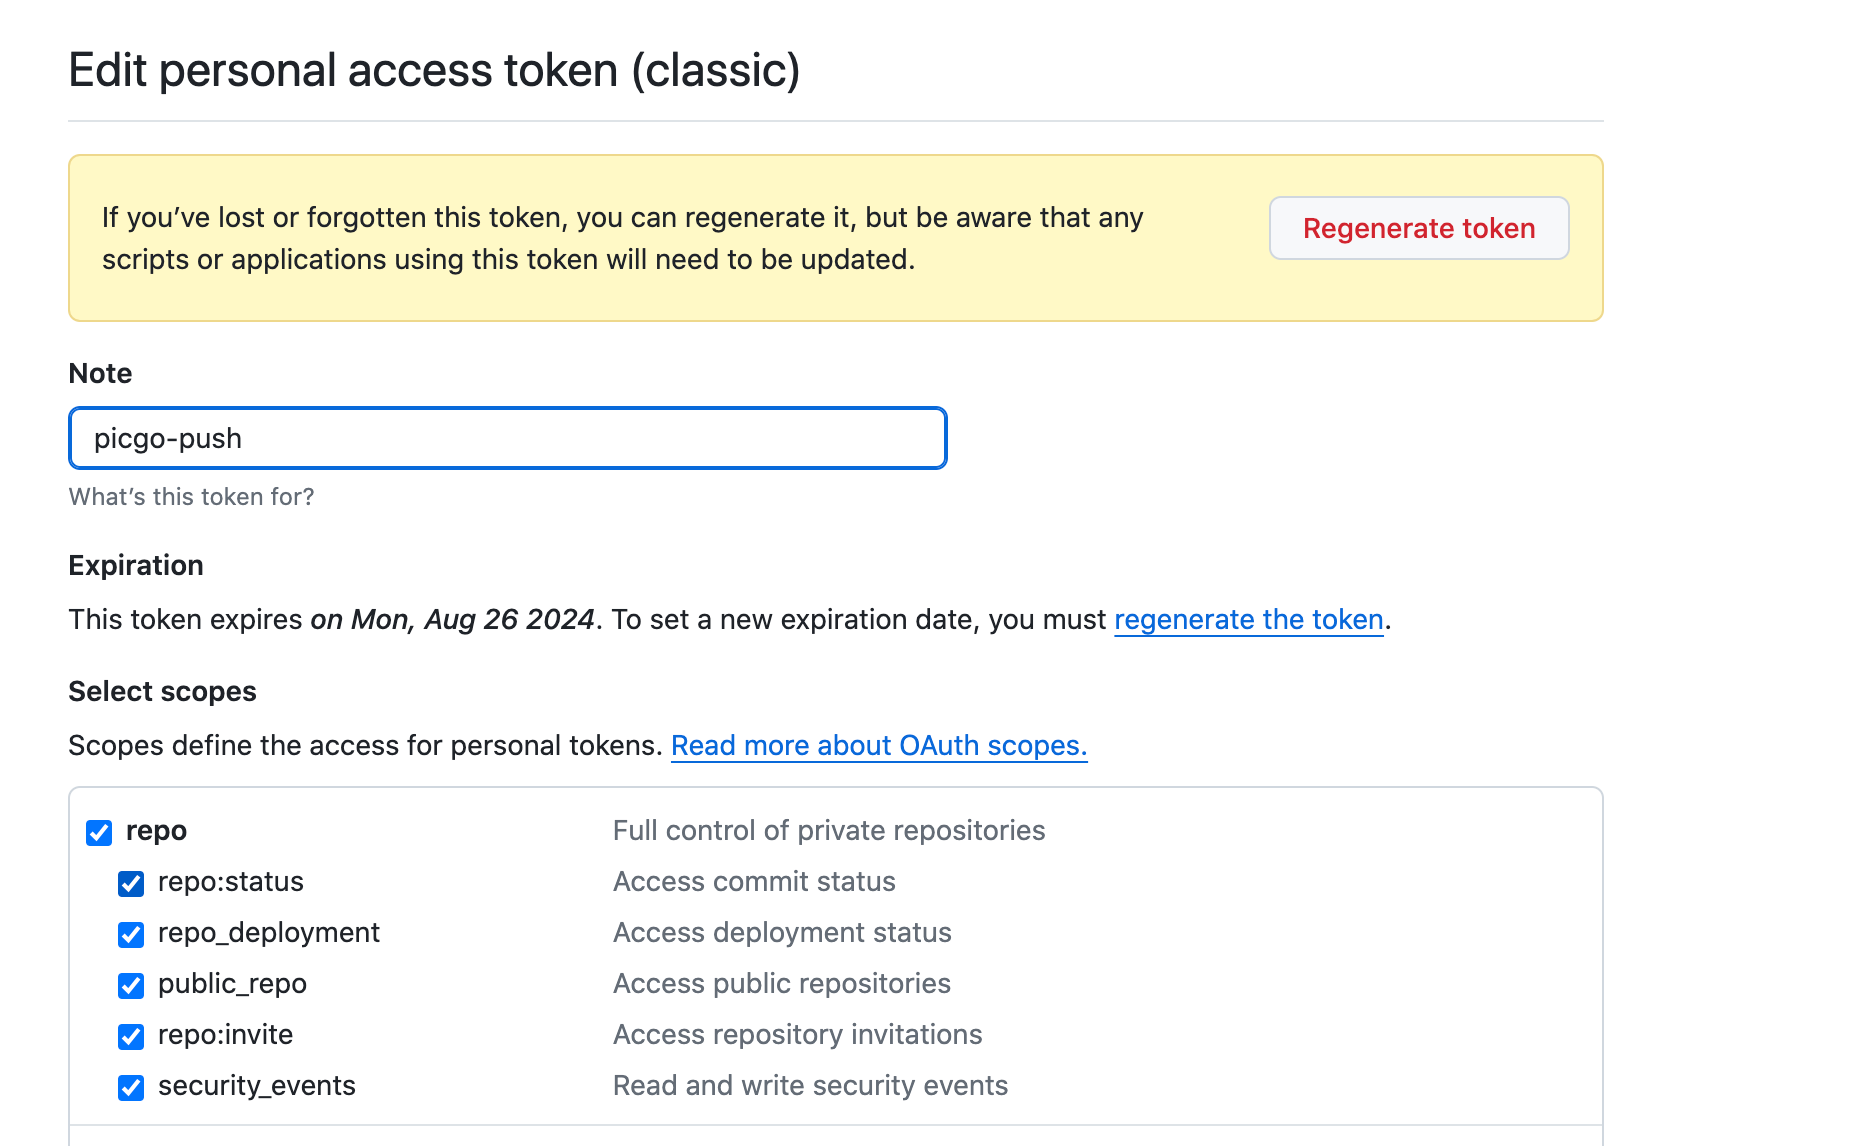 Edit personal access token (classic)
If you’ve lost or forgotten this token, you can regenerate it, but be aware that any
scripts or applications using this token will need to be updated.
Regenerate token
Note
picgo-push
What’s this token for?
Expiration
This token expires on Mon, Aug 26 2024. To set a new expiration date, you must regenerate the token.
Select scopes
Scopes define the access for personal tokens. Read more about OAuth scopes.
repo Full control of private repositories
repo:status Access commit status
repo_deployment Access deployment status
public_repo Access public repositories
repo:invite Access repository invitations
security_events Read and write security events